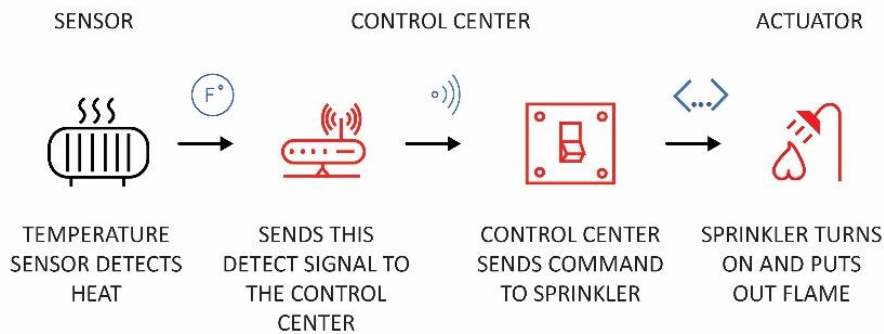 SENSOR
CONTROL CENTER
ACTUATOR
F°
TEMPERATURE
SENSOR DETECTS
HEAT
SENDS THIS
DETECT SIGNAL TO
THE CONTROL
CENTER
CONTROL CENTER
SENDS COMMAND
TO SPRINKLER
SPRINKLER TURNS
ON AND PUTS
OUT FLAME